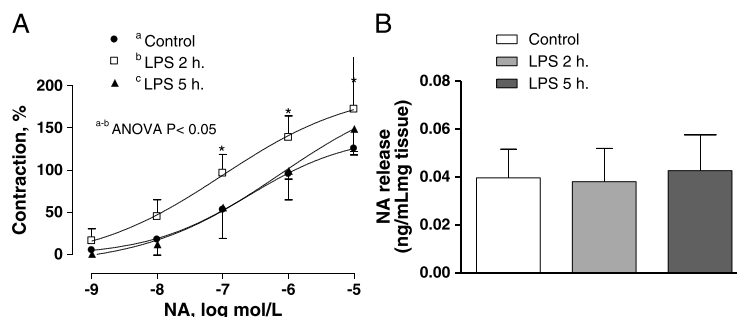 A
a Control
b LPS 2 h.
c LPS 5 h.
a-b ANOVA P< 0.05
Contraction, %
200
150
100
50
0
*
*
*
-9 -8 -7 -6 -5
NA, log mol/L
B
Control
LPS 2 h.
LPS 5 h.
NA release
(ng/mLmg tissue)
0.08
0.06
0.04
0.02
0.00